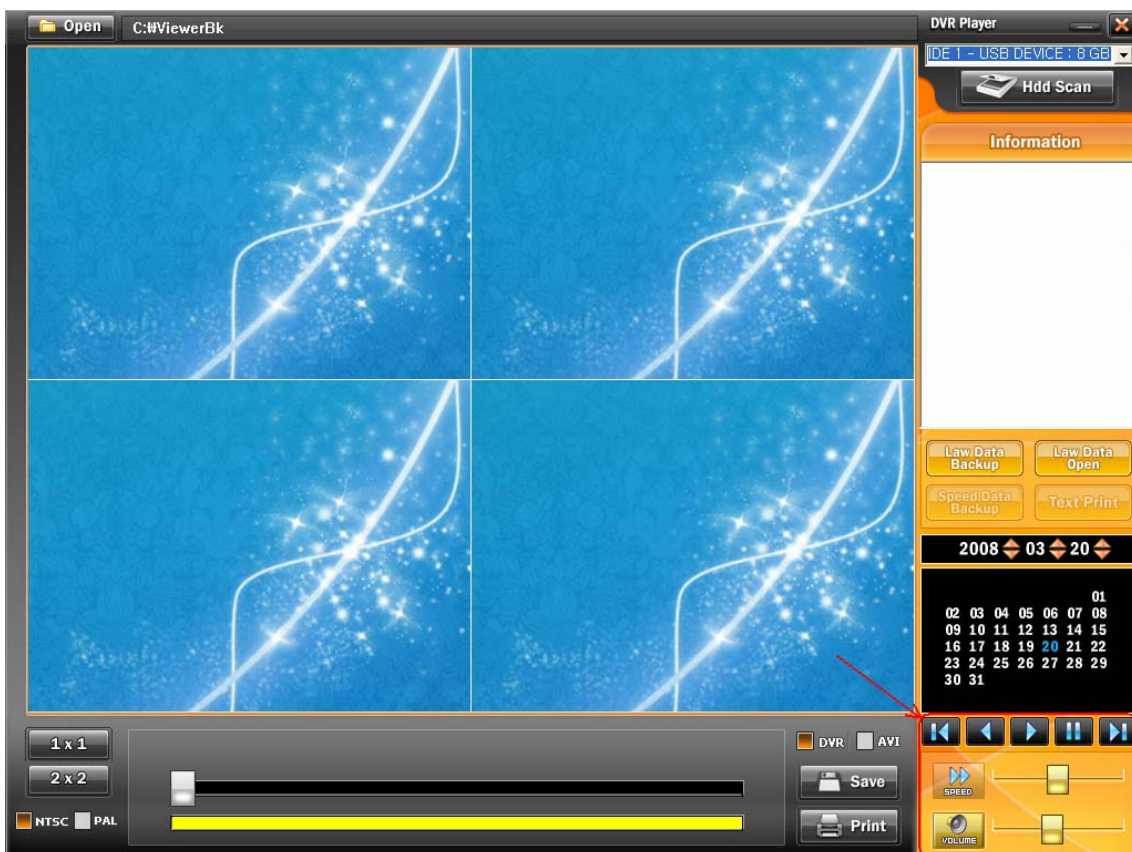 Open C:₩ViewerBk
DVR Player
IDE 1 - USB DEVICE : 8 GB
Hdd Scan
Information
Law Data Backup
Law Data Open
Speed Data Backup
Text Print
2008 03 20
01
02 03 04 05 06 07 08
09 10 11 12 13 14 15
16 17 18 19 20 21 22
23 24 25 26 27 28 29
30 31
1 x 1
2 x 2
NTSC PAL
DVR AVI
Save
Print
SPEED
VOLUME